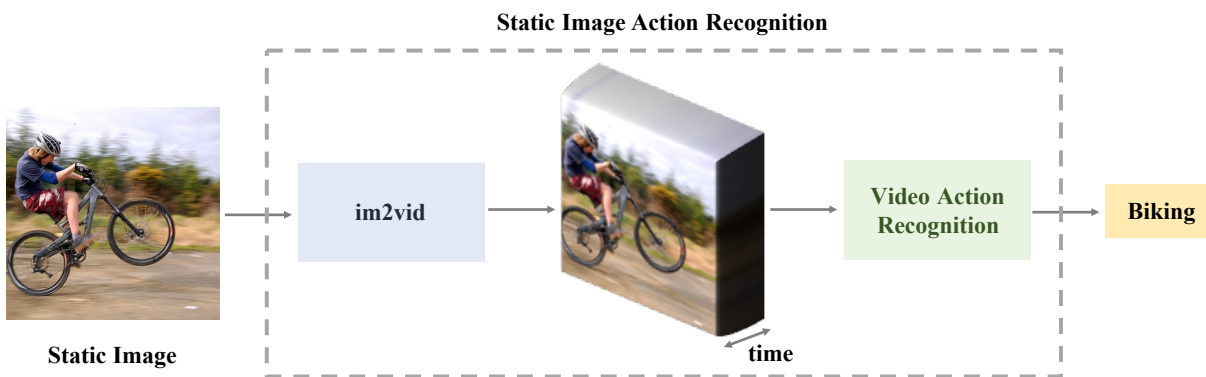 Static Image Action Recognition
im2vid
Video Action
Recognition
Biking
Static Image
time